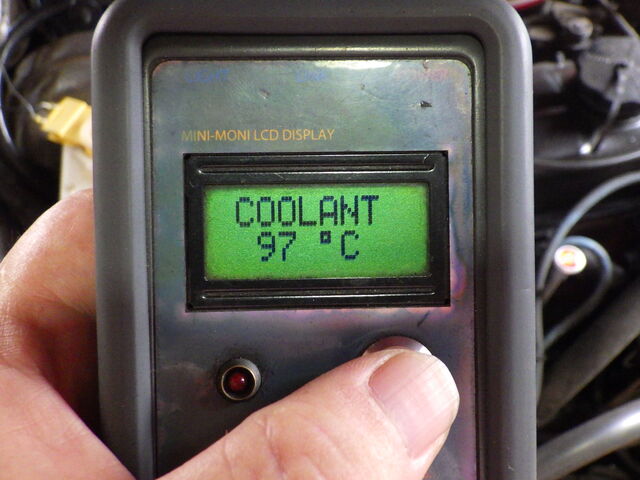 MINI-MONI LCD DISPLAY
COOLANT
97 °C